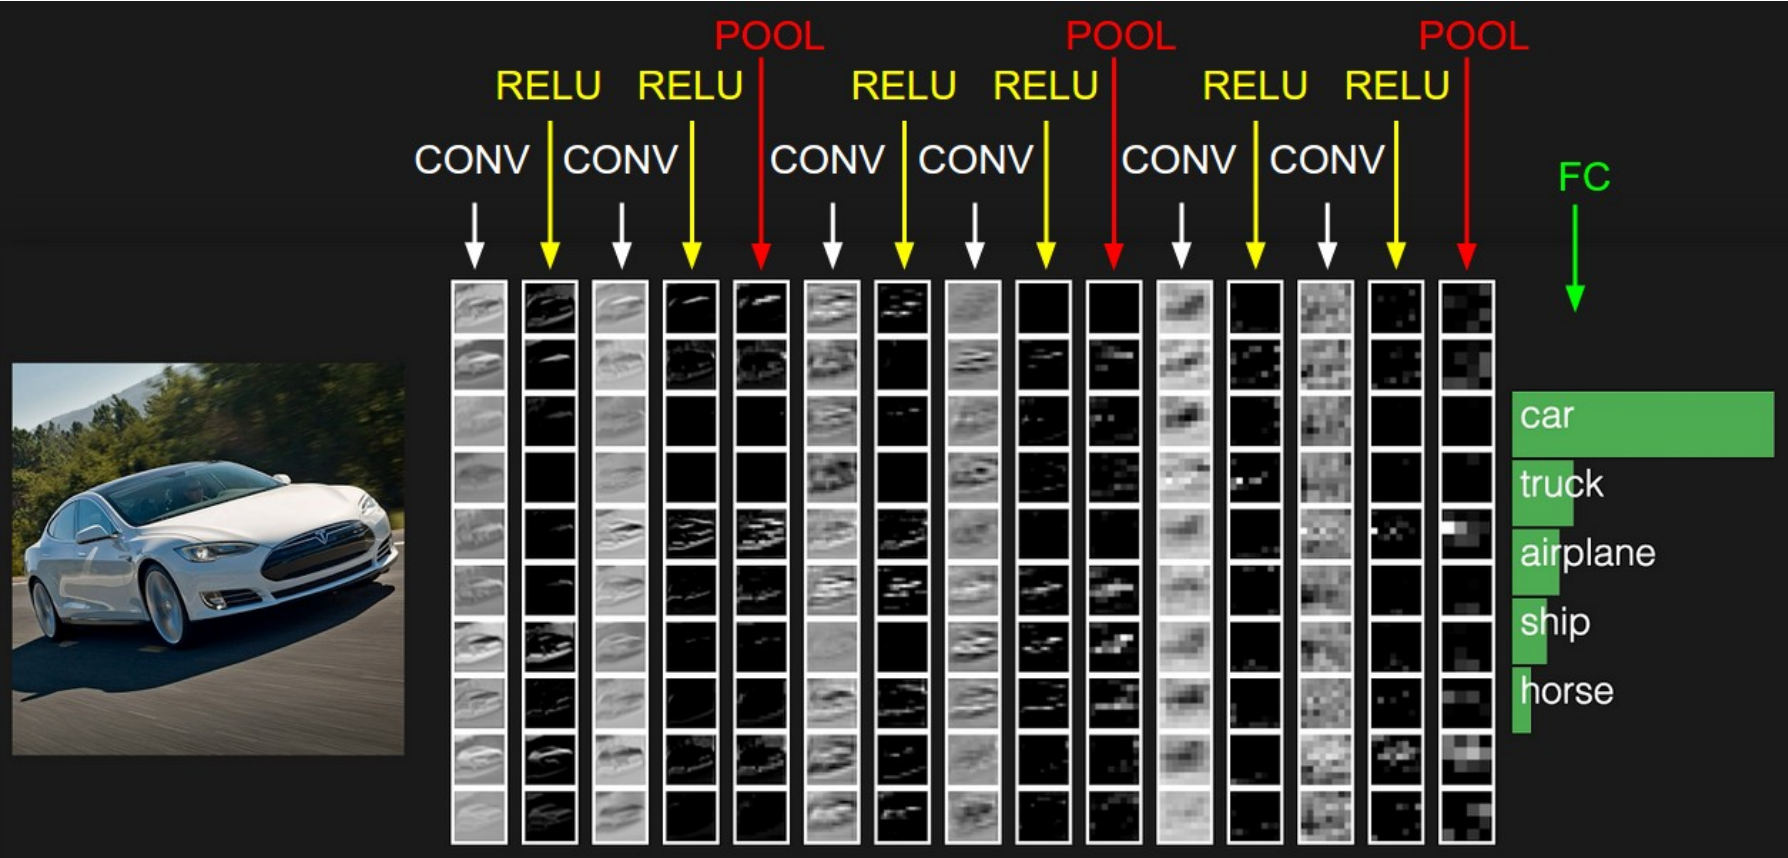 POOL POOL POOL
RELU RELU RELU RELU RELU RELU
CONV CONV CONV CONV CONV CONV
FC
car
truck
airplane
ship
horse